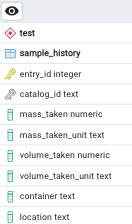 test
sample_history
entry_id integer
catalog_id text
mass_taken numeric
mass_taken_unit text
volume_taken numeric
volume_taken_unit text
container text
location text